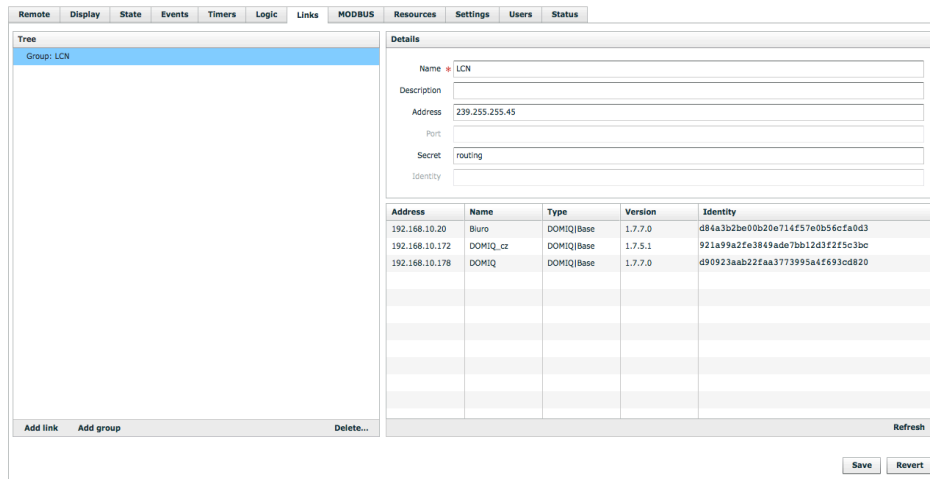 Remote Display State Events Timers Logic Links MODBUS Resources Settings Users Status
Tree
Group: LCN
Add link Add group Delete...
Details
Name * LCN
Description
Address 239.255.255.45
Port
Secret routing
Identity
Address Name Type Version Identity
192.168.10.20 Biuro DOMIQ|Base 1.7.7.0 d84a3b2be00b20e714f57e0b56cfa0d3
192.168.10.172 DOMIQ_cz DOMIQ|Base 1.7.5.1 921a99a2fe3849ade7bb12d3f2f5c3bc
192.168.10.178 DOMIQ DOMIQ|Base 1.7.7.0 d90923aab22faa3773995a4f693cd820
Refresh
Save Revert